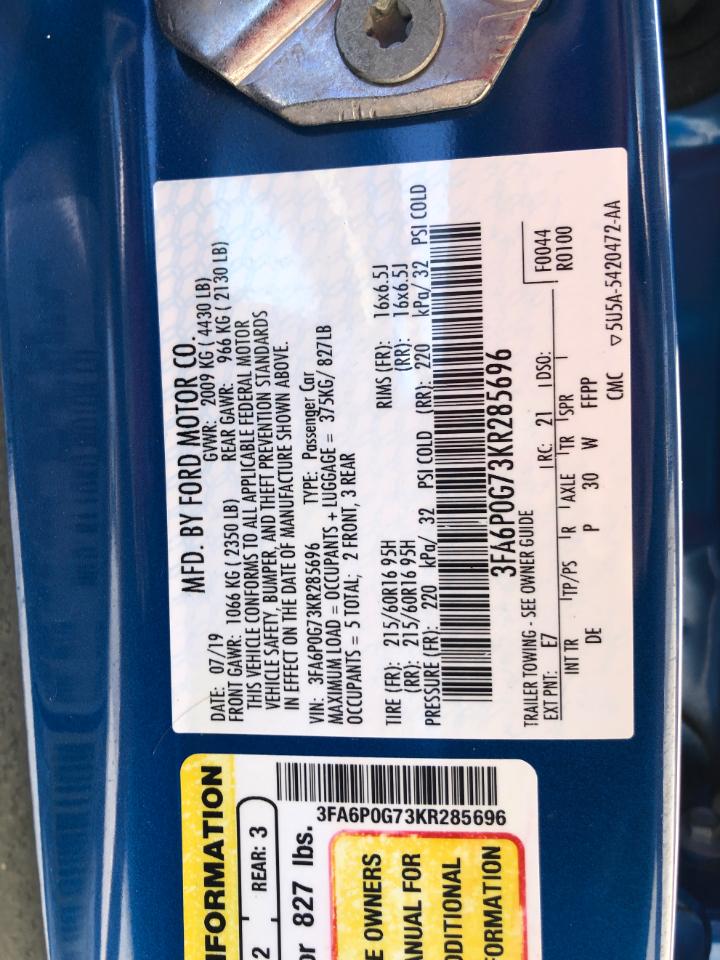 MFD. BY FORD MOTOR CO.
DATE: 07/19 GVWR: 2009 KG ( 4430 LB)
FRONT GAWR: 1066 KG ( 2350 LB) REAR GAWR: 966 KG ( 2130 LB)
THIS VEHICLE CONFORMS TO ALL APPLICABLE FEDERAL MOTOR
VEHICLE SAFETY, BUMPER, AND THEFT PREVENTION STANDARDS
IN EFFECT ON THE DATE OF MANUFACTURE SHOWN ABOVE.
VIN: 3FA6P0G73KR285696 TYPE: Passenger Car
MAXIMUM LOAD = OCCUPANTS + LUGGAGE = 375KG/ 827LB
OCCUPANTS = 5 TOTAL; 2 FRONT, 3 REAR
TIRE (FR): 215/60R16 95H RIMS (FR): 16x6.5J
(RR): 215/60R16 95H (RR): 16x6.5J
PRESSURE (FR): 220 kPa/ 32 PSI COLD (RR): 220 kPa/ 32 PSI COLD
3FA6P0G73KR285696
TRAILER TOWING - SEE OWNER GUIDE
EXT PNT: E7 RC: 21 DSO: F0044
R0100
INT TR TP/PS R AXLE TR SPR
DE P 30 W FFPP
CMC ▽5U5A-5420472-AA
FORMATION
2 REAR: 3
or 827 lbs.
3FA6P0G73KR285696
E OWNERS
ANUAL FOR
DDITIONAL
FORMATION